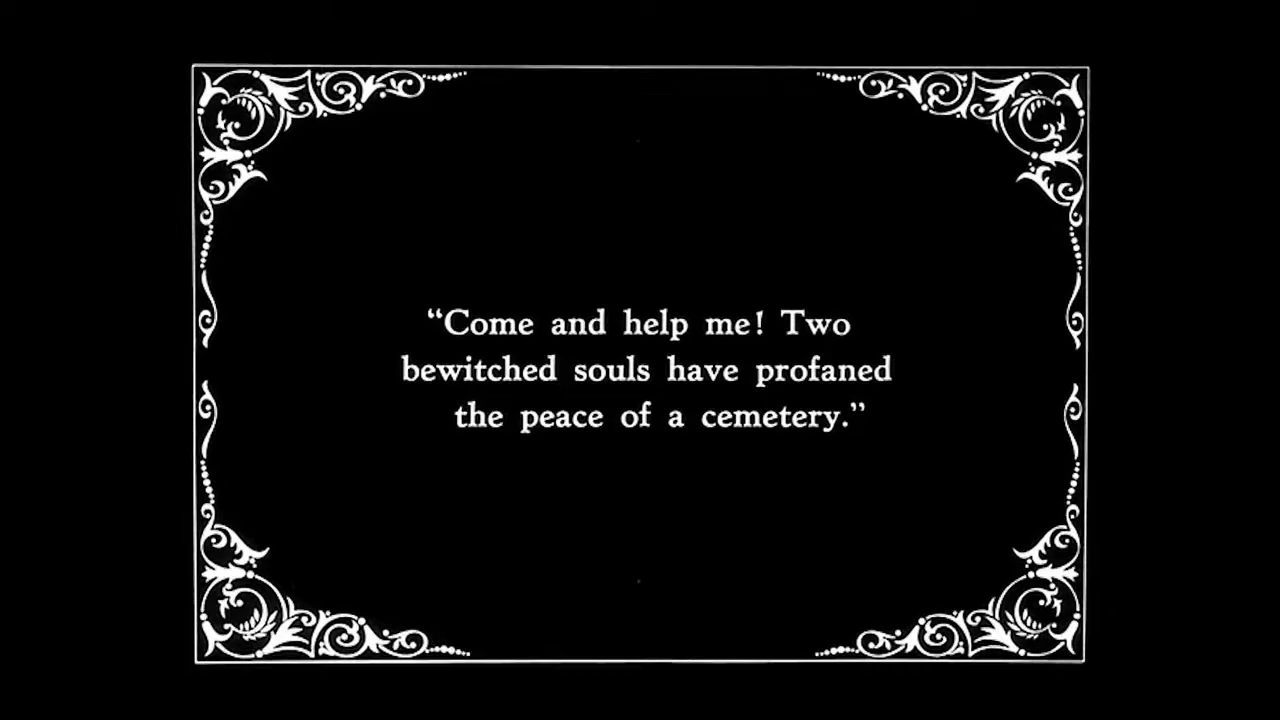 “Come and help me! Two
bewitched souls have profaned
the peace of a cemetery.”